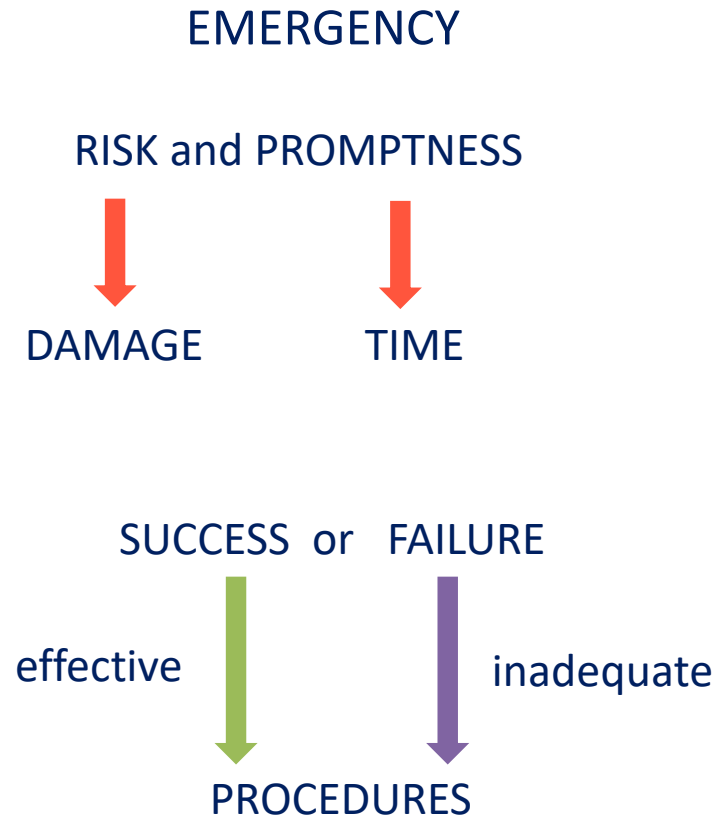 EMERGENCY
RISK and PROMPTNESS
DAMAGE TIME
SUCCESS or FAILURE
effective inadequate
PROCEDURES